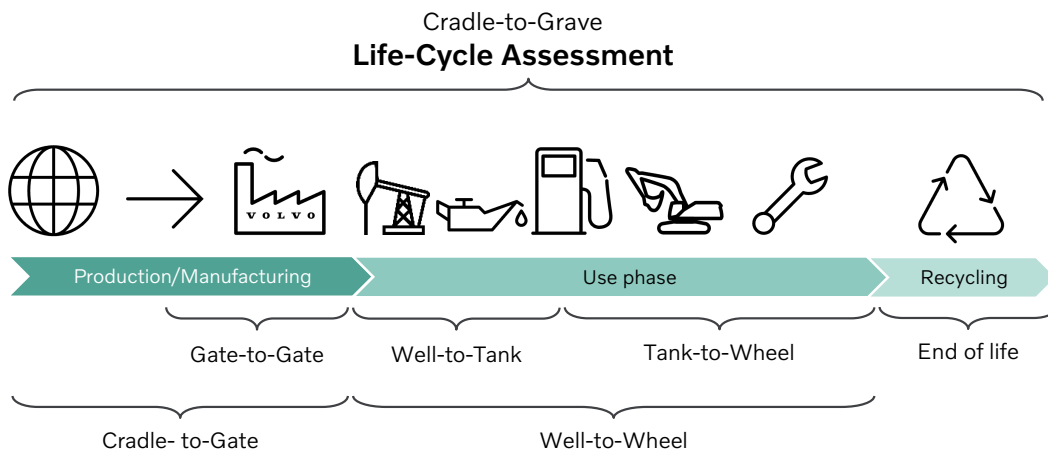 Cradle-to-Grave
Life-Cycle Assessment
VOLVO
Production/Manufacturing
Use phase
Recycling
Gate-to-Gate
Well-to-Tank
Tank-to-Wheel
End of life
Cradle- to-Gate
Well-to-Wheel